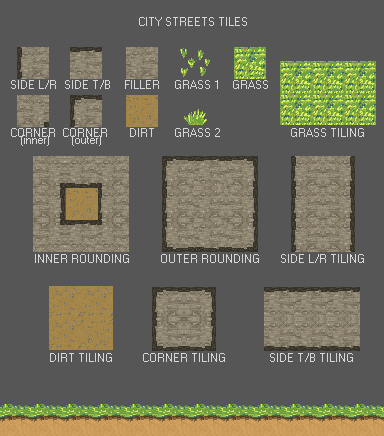 CITY STREETS TILES
SIDE L/R SIDE T/B FILLER GRASS 1 GRASS
CORNER (inner) CORNER (outer) DIRT GRASS 2 GRASS TILING
INNER ROUNDING OUTER ROUNDING SIDE L/R TILING
DIRT TILING CORNER TILING SIDE T/B TILING